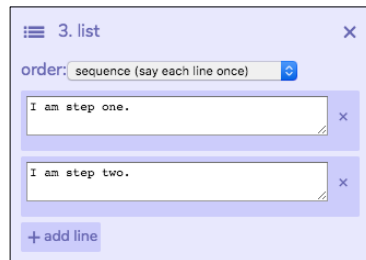 3. list
order: sequence (say each line once)
I am step one.
I am step two.
+ add line